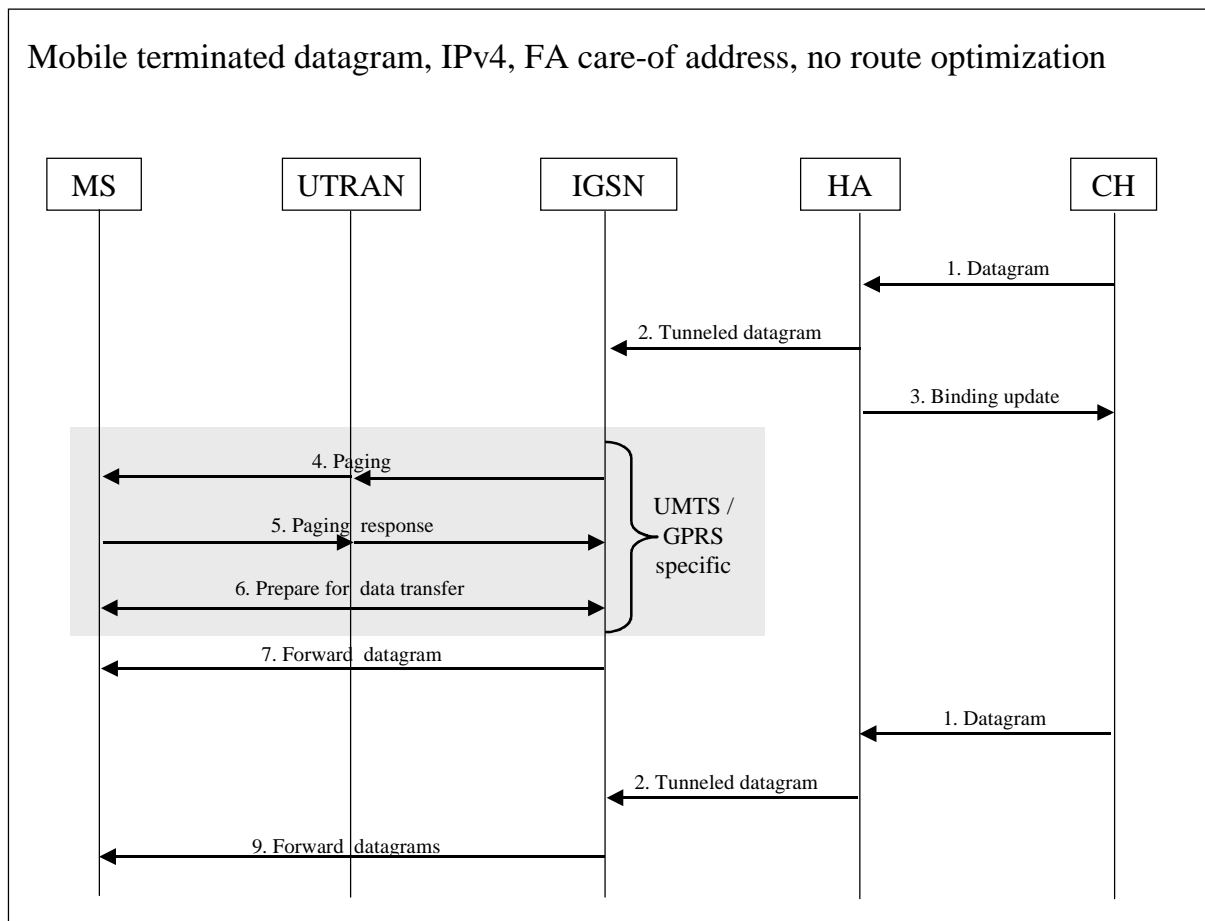 Mobile terminated datagram, IPv4, FA care-of address, no route optimization
MS
UTRAN
IGSN
HA
CH
1. Datagram
2. Tunneled datagram
3. Binding update
4. Paging
5. Paging response
UMTS /
GPRS
specific
6. Prepare for data transfer
7. Forward datagram
1. Datagram
2. Tunneled datagram
9. Forward datagrams